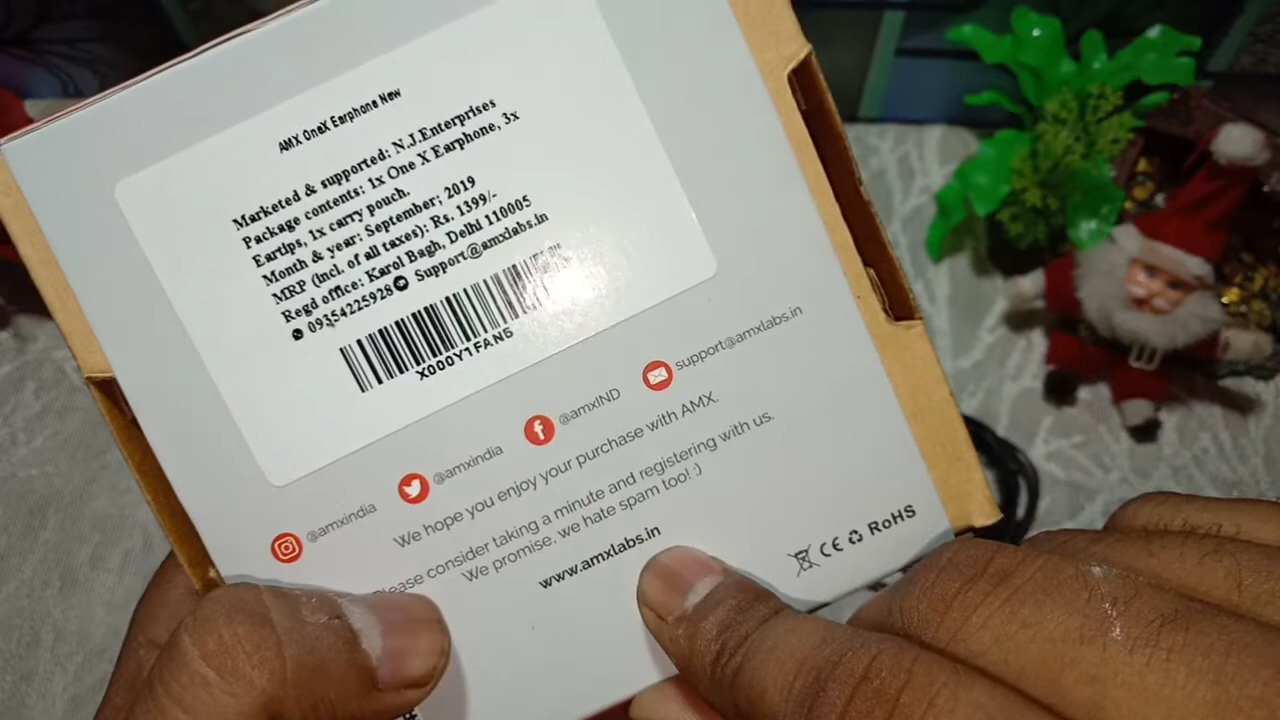 AMX OneX Earphone New
Marketed & supported: N.J.Enterprises
Package contents: 1x One X Earphone, 3x
Eartips, 1x carry pouch.
Month & year: September; 2019
MRP (incl. of all taxes): Rs. 1399/-
Regd office: Karol Bagh, Delhi 110005
09354225928 Support@amxlabs.in
X000Y1FAN5
@amxindia @amxindia @amxIND support@amxlabs.in
We hope you enjoy your purchase with AMX.
Please consider taking a minute and registering with us.
We promise, we hate spam too! :)
www.amxlabs.in
CE RoHS